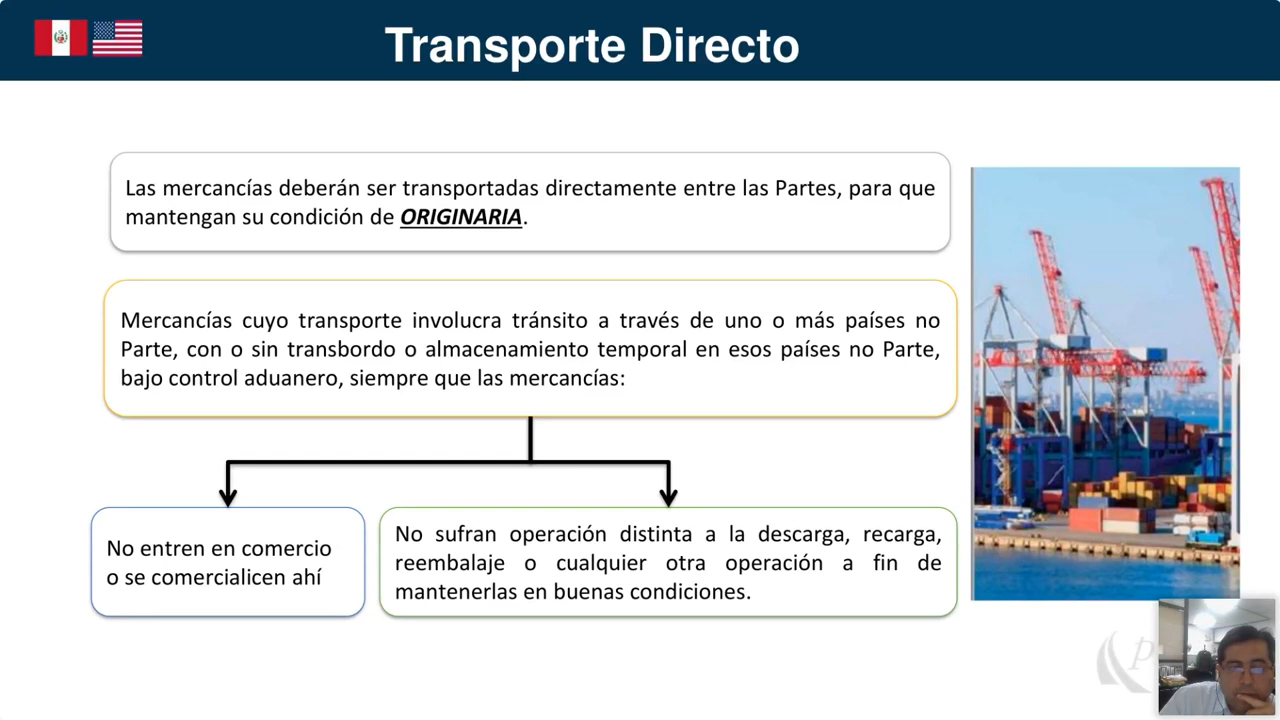 Transporte Directo
Las mercancías deberán ser transportadas directamente entre las Partes, para que
mantengan su condición de ORIGINARIA.
Mercancías cuyo transporte involucra tránsito a través de uno o más países no
Parte, con o sin transbordo o almacenamiento temporal en esos países no Parte,
bajo control aduanero, siempre que las mercancías:
No entren en comercio
o se comercialicen ahí
No sufran operación distinta a la descarga, recarga,
reembalaje o cualquier otra operación a fin de
mantenerlas en buenas condiciones.